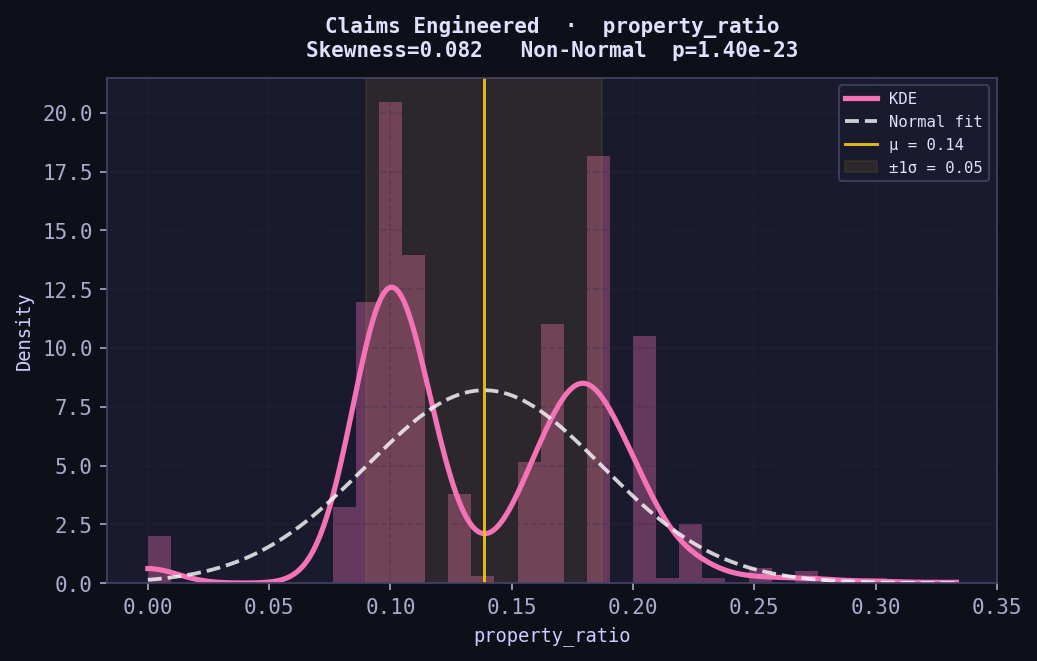 Claims Engineered · property_ratio
Skewness=0.082 Non-Normal p=1.40e-23
KDE
Normal fit
μ = 0.14
±1σ = 0.05
Density
20.0
17.5
15.0
12.5
10.0
7.5
5.0
2.5
0.0
0.00 0.05 0.10 0.15 0.20 0.25 0.30 0.35
property_ratio